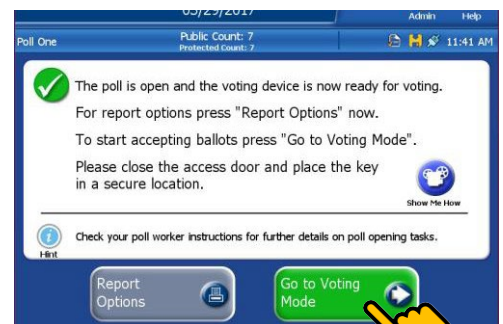 03/29/2017
Admin Help
Poll One
Public Count: 7
Protected Count: 7
11:41 AM
The poll is open and the voting device is now ready for voting.
For report options press "Report Options" now.
To start accepting ballots press "Go to Voting Mode".
Please close the access door and place the key
in a secure location.
Show Me How
Check your poll worker instructions for further details on poll opening tasks.
Hint
Report
Options
Go to Voting
Mode